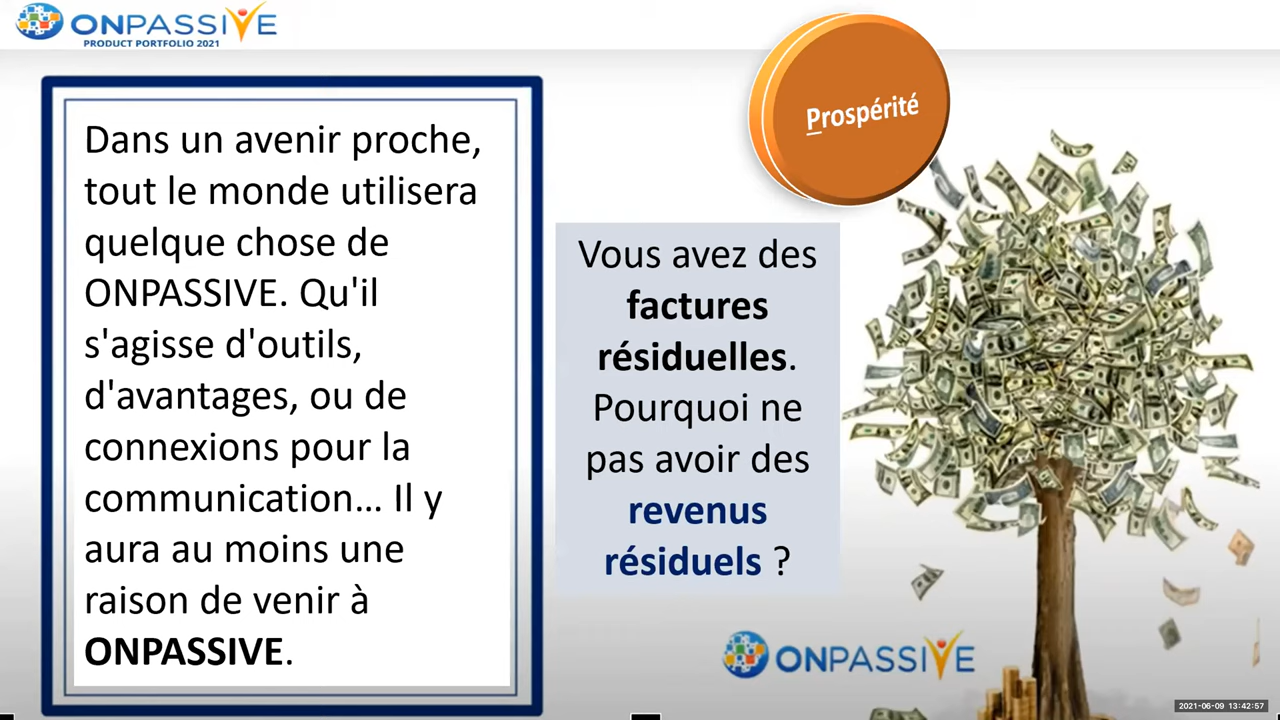 ONPASSIVE
PRODUCT PORTFOLIO 2021
Prospérité
Dans un avenir proche,
tout le monde utilisera
quelque chose de
ONPASSIVE. Qu'il
s'agisse d'outils,
d'avantages, ou de
connexions pour la
communication... Il y
aura au moins une
raison de venir à
ONPASSIVE.
Vous avez des
factures
résiduelles.
Pourquoi ne
pas avoir des
revenus
résiduels ?
ONPASSIVE
2021-06-09 13:42:57